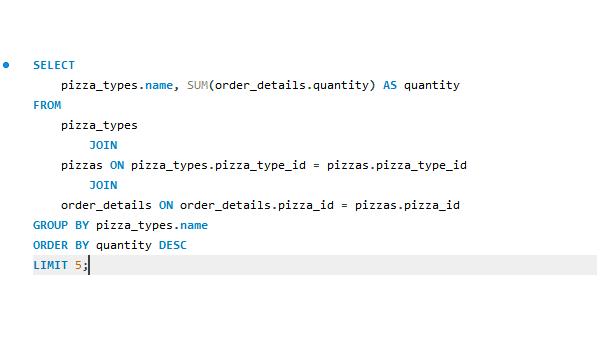 SELECT
pizza_types.name, SUM(order_details.quantity) AS quantity
FROM
pizza_types
JOIN
pizzas ON pizza_types.pizza_type_id = pizzas.pizza_type_id
JOIN
order_details ON order_details.pizza_id = pizzas.pizza_id
GROUP BY pizza_types.name
ORDER BY quantity DESC
LIMIT 5;